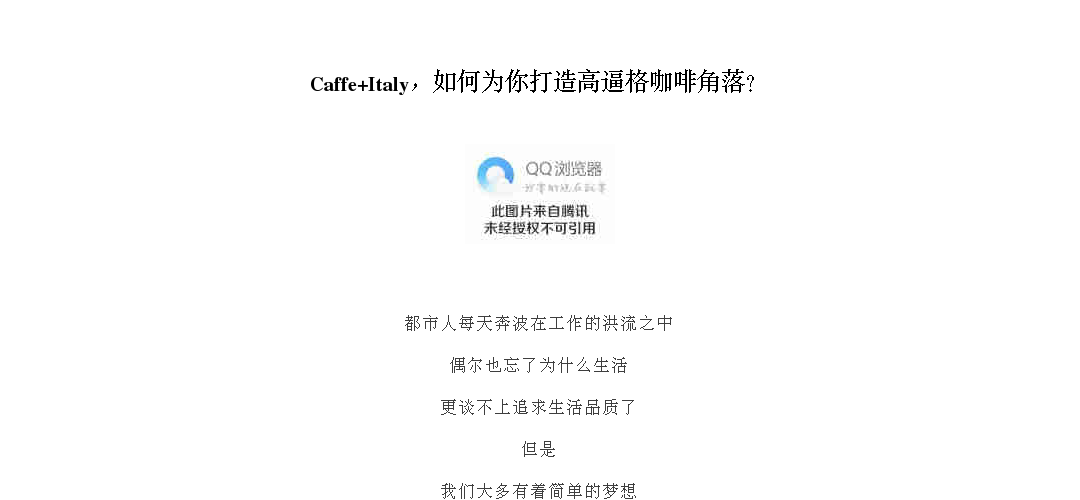 Caffe+Italy，如何为你打造高逼格咖啡角落?
QQ浏览器
此图片来自腾讯
未经授权不可引用
都市人每天奔波在工作的洪流之中
偶尔也忘了为什么生活
更谈不上追求生活品质了
但是
我们大多有着简单的梦想